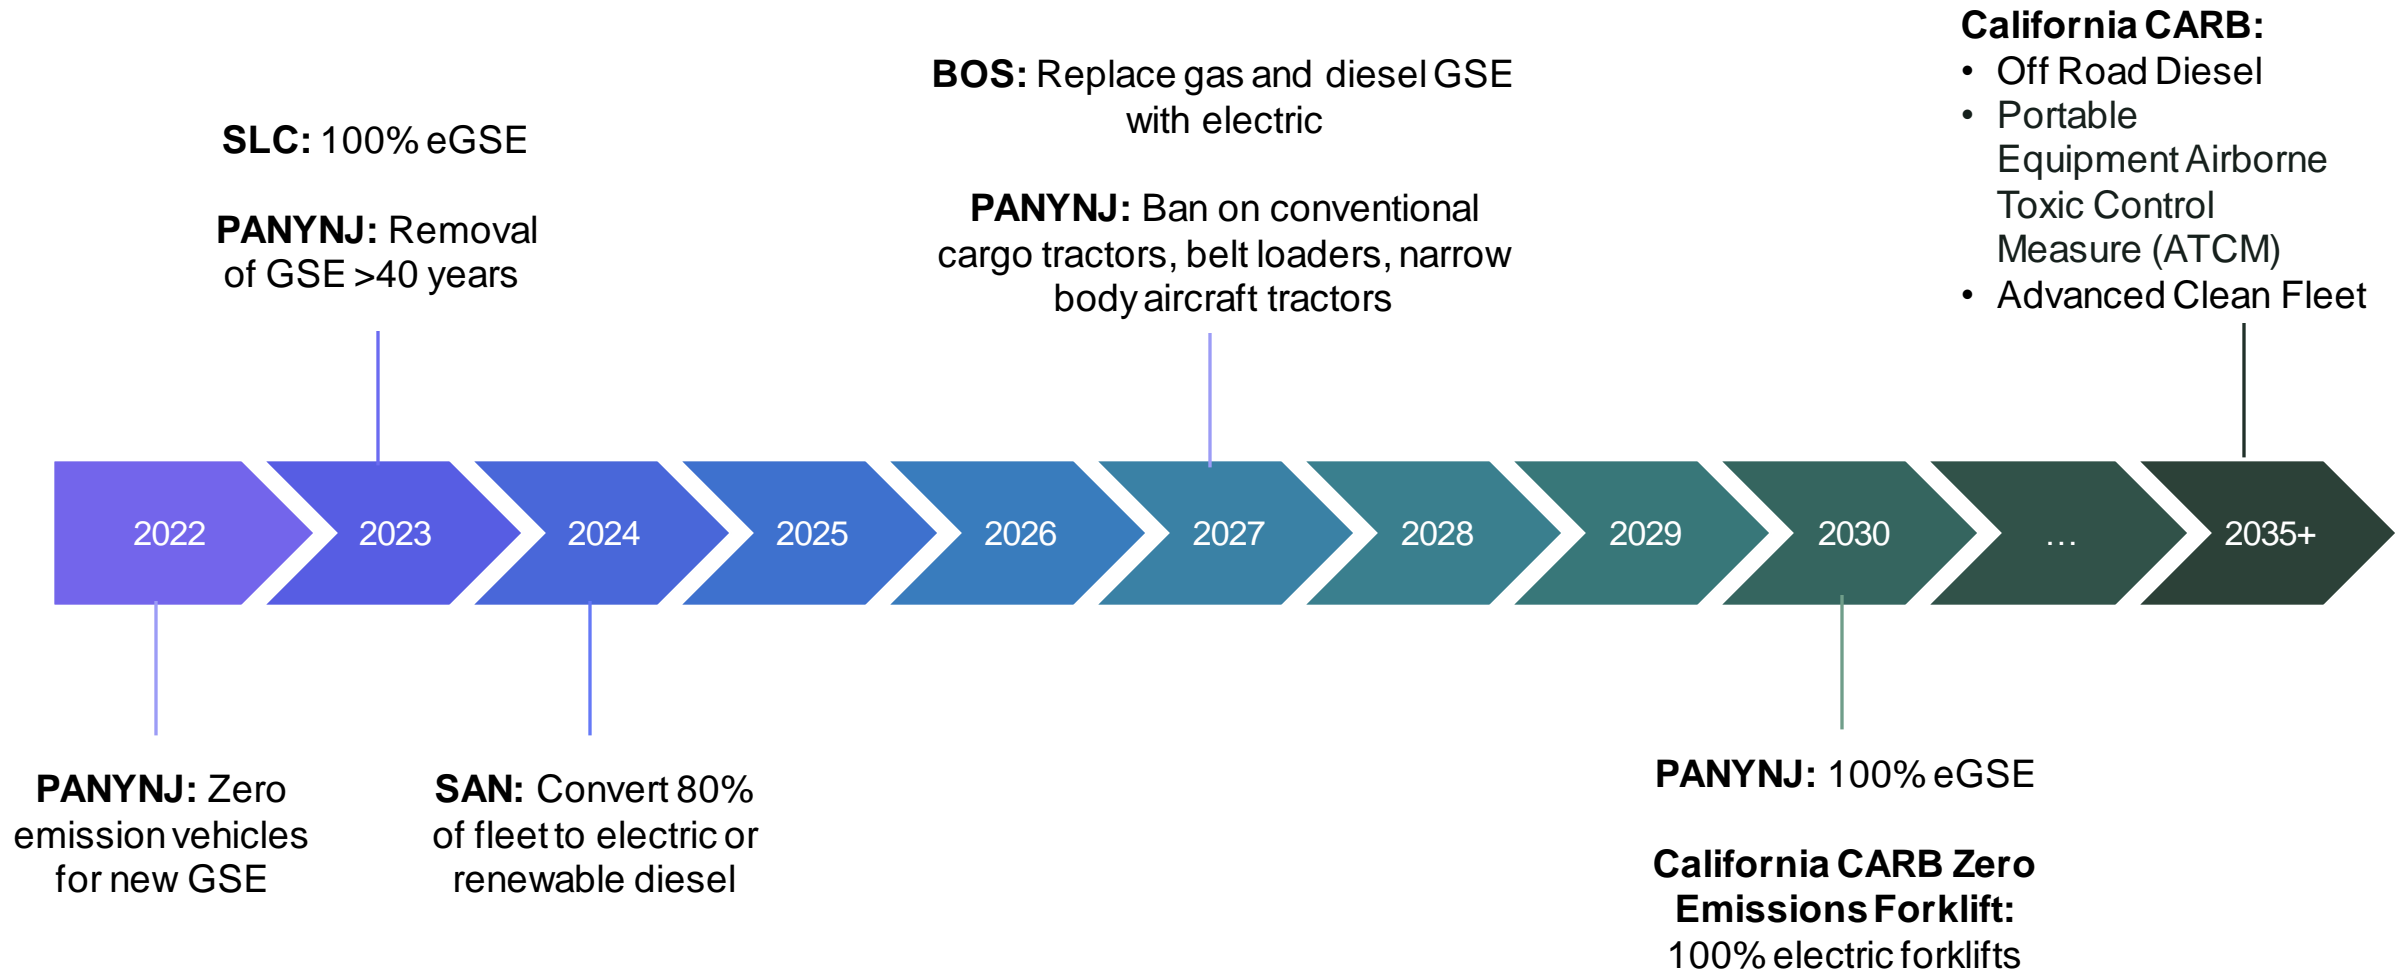 SLC: 100% eGSE
PANYNJ: Removal
of GSE >40 years
BOS: Replace gas and diesel GSE
with electric
PANYNJ: Ban on conventional
cargo tractors, belt loaders, narrow
body aircraft tractors
California CARB:
• Off Road Diesel
• Portable
Equipment Airborne
Toxic Control
Measure (ATCM)
• Advanced Clean Fleet
2022
2023
2024
2025
2026
2027
2028
2029
2030
…
2035+
PANYNJ: Zero
emission vehicles
for new GSE
SAN: Convert 80%
of fleet to electric or
renewable diesel
PANYNJ: 100% eGSE
California CARB Zero
Emissions Forklift:
100% electric forklifts